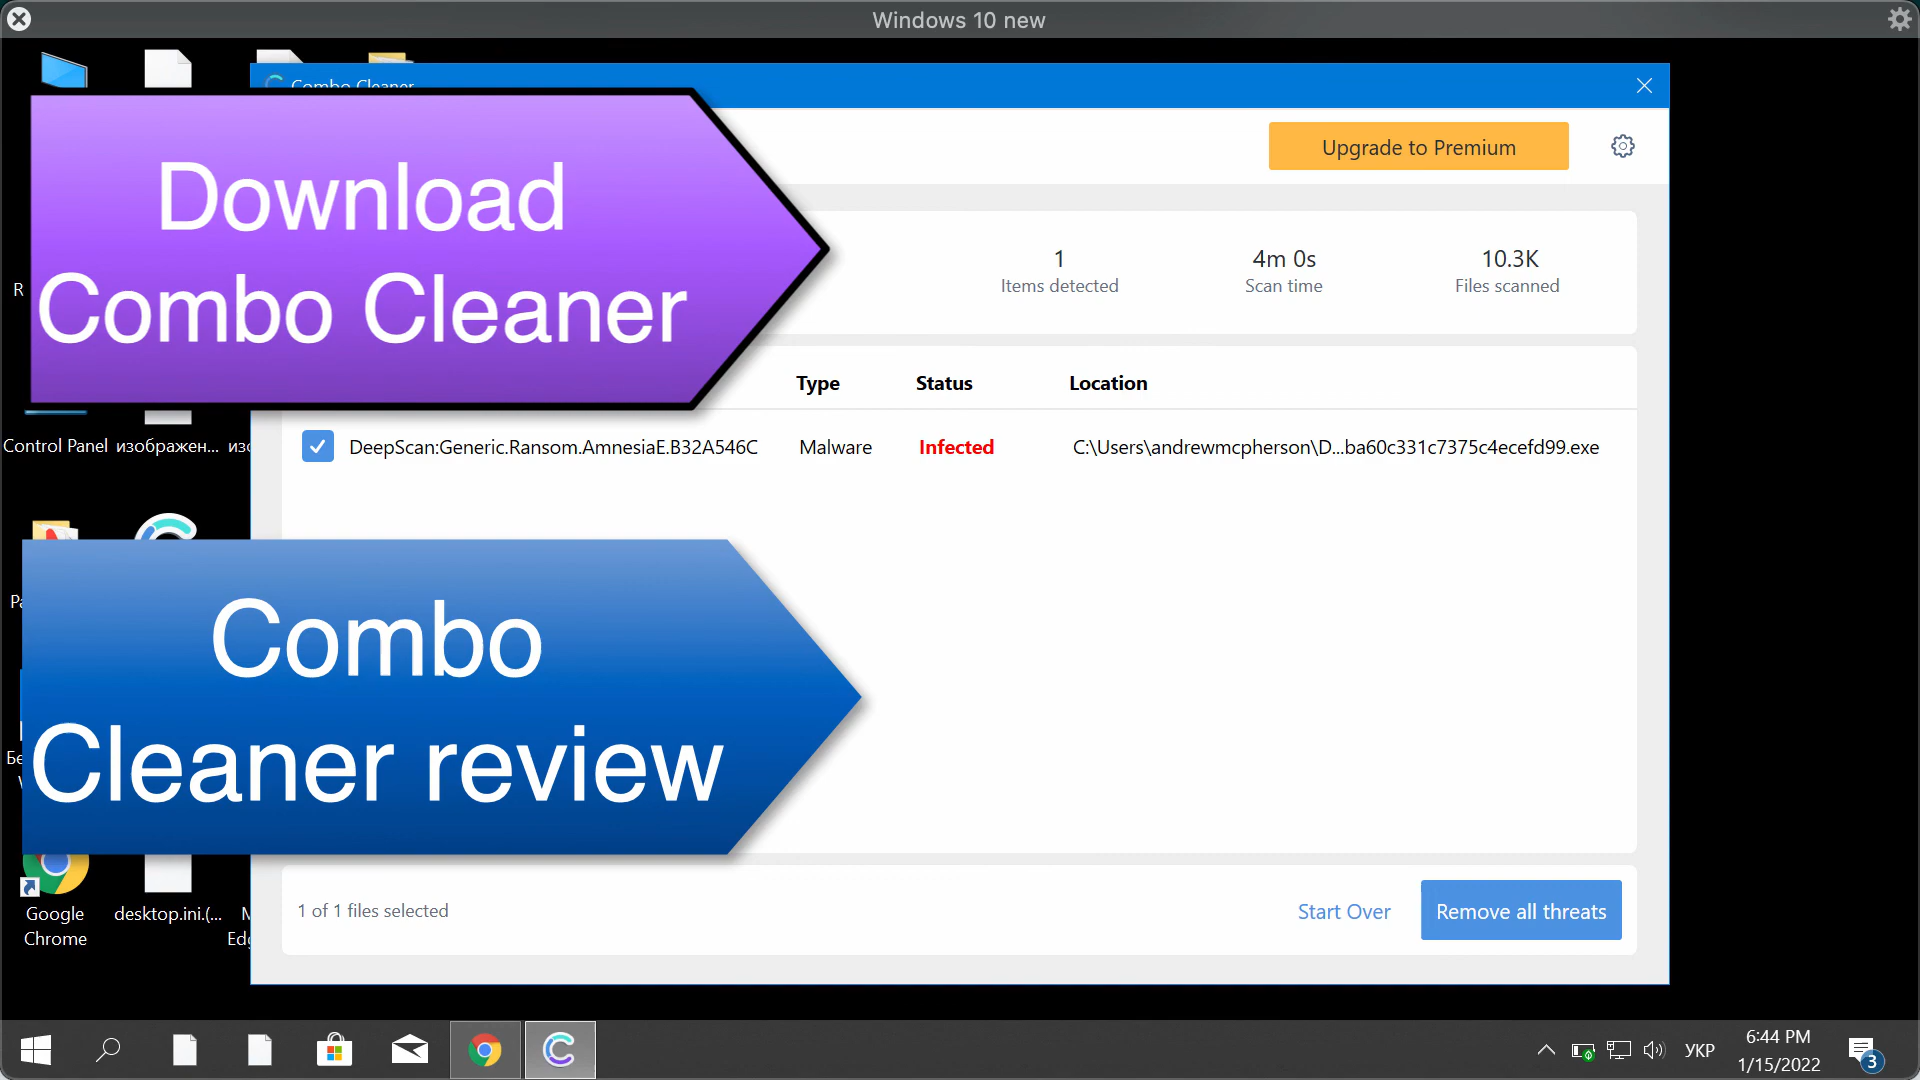 Windows 10 new
Combo Cleaner
Upgrade to Premium
Download
Combo Cleaner
1
Items detected
4m 0s
Scan time
10.3K
Files scanned
Type Status Location
DeepScan:Generic.Ransom.AmnesiaE.B32A546C Malware Infected C:\Users\andrewmcpherson\D...ba60c331c7375c4ecefd99.exe
Control Panel
изображен...
Combo
Cleaner review
Google
Chrome
desktop.ini.(...
1 of 1 files selected
Start Over
Remove all threats
УКР
6:44 PM
1/15/2022
3